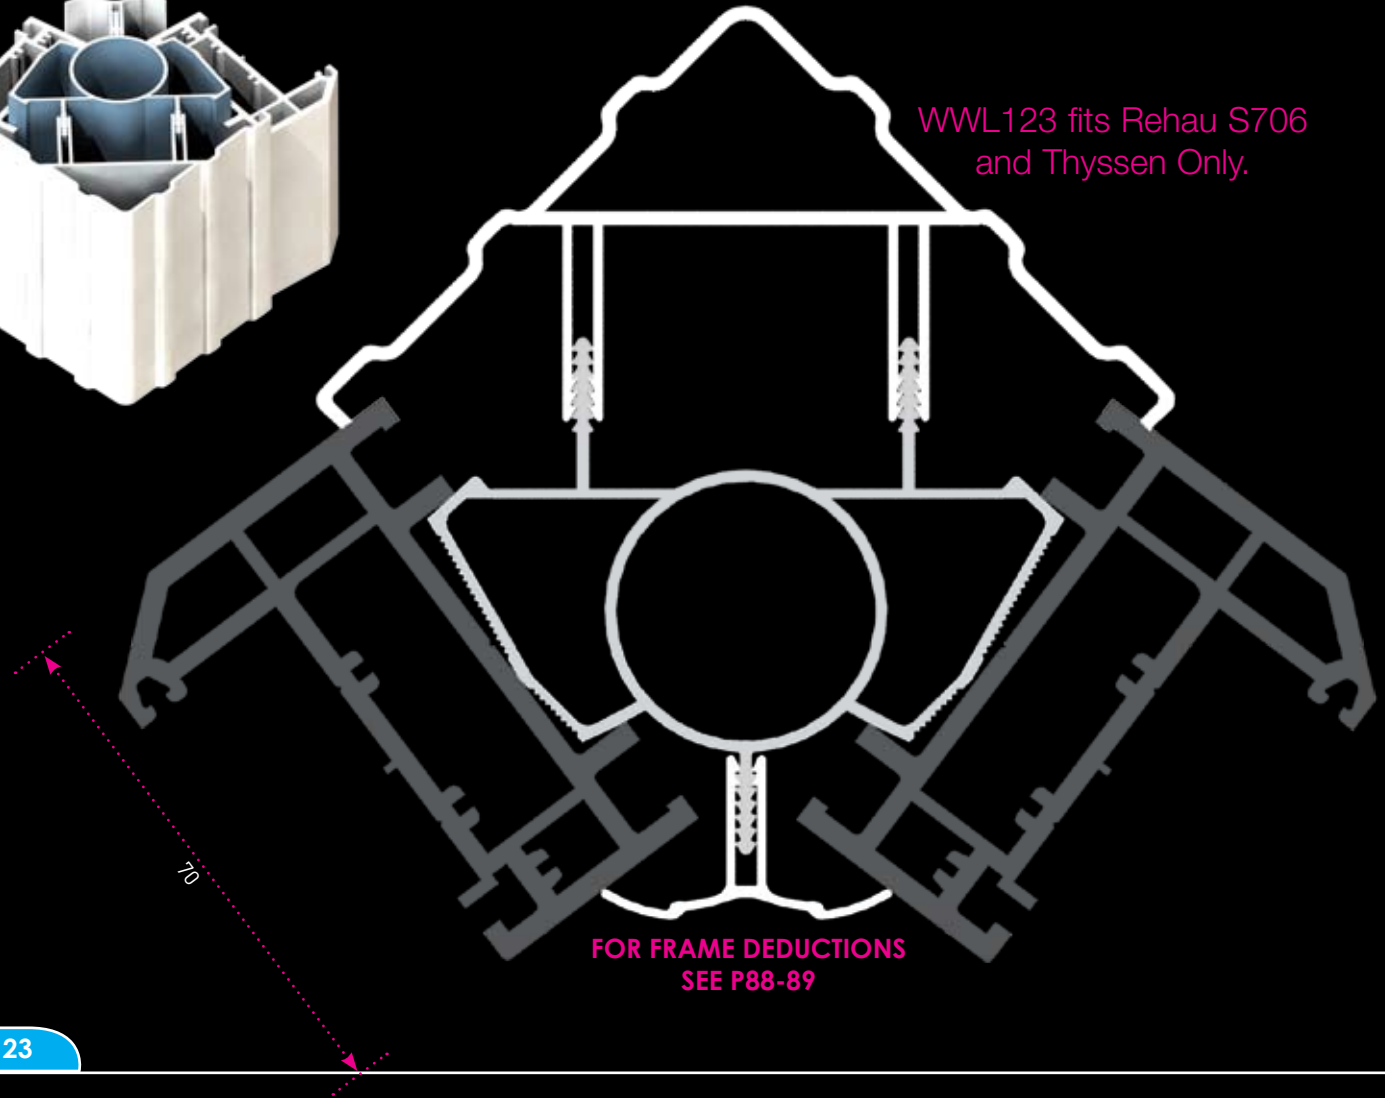 WWL123 fits Rehau S706
and Thyssen Only.
70
FOR FRAME DEDUCTIONS
SEE P88-89
23